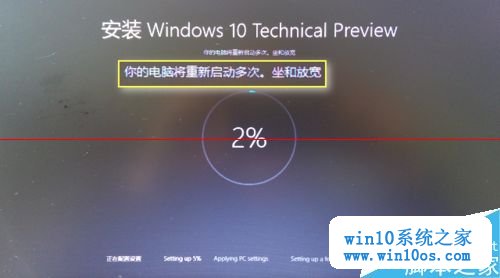 安装 Windows 10 Technical Preview
你的电脑将重新启动多次。坐和放宽
你的电脑将重新启动多次。坐和放宽
2%
正在配置设置 Setting up 5% Applying PC settings Setting up a few
win10系统之家
www.win10os.com
脚本之家